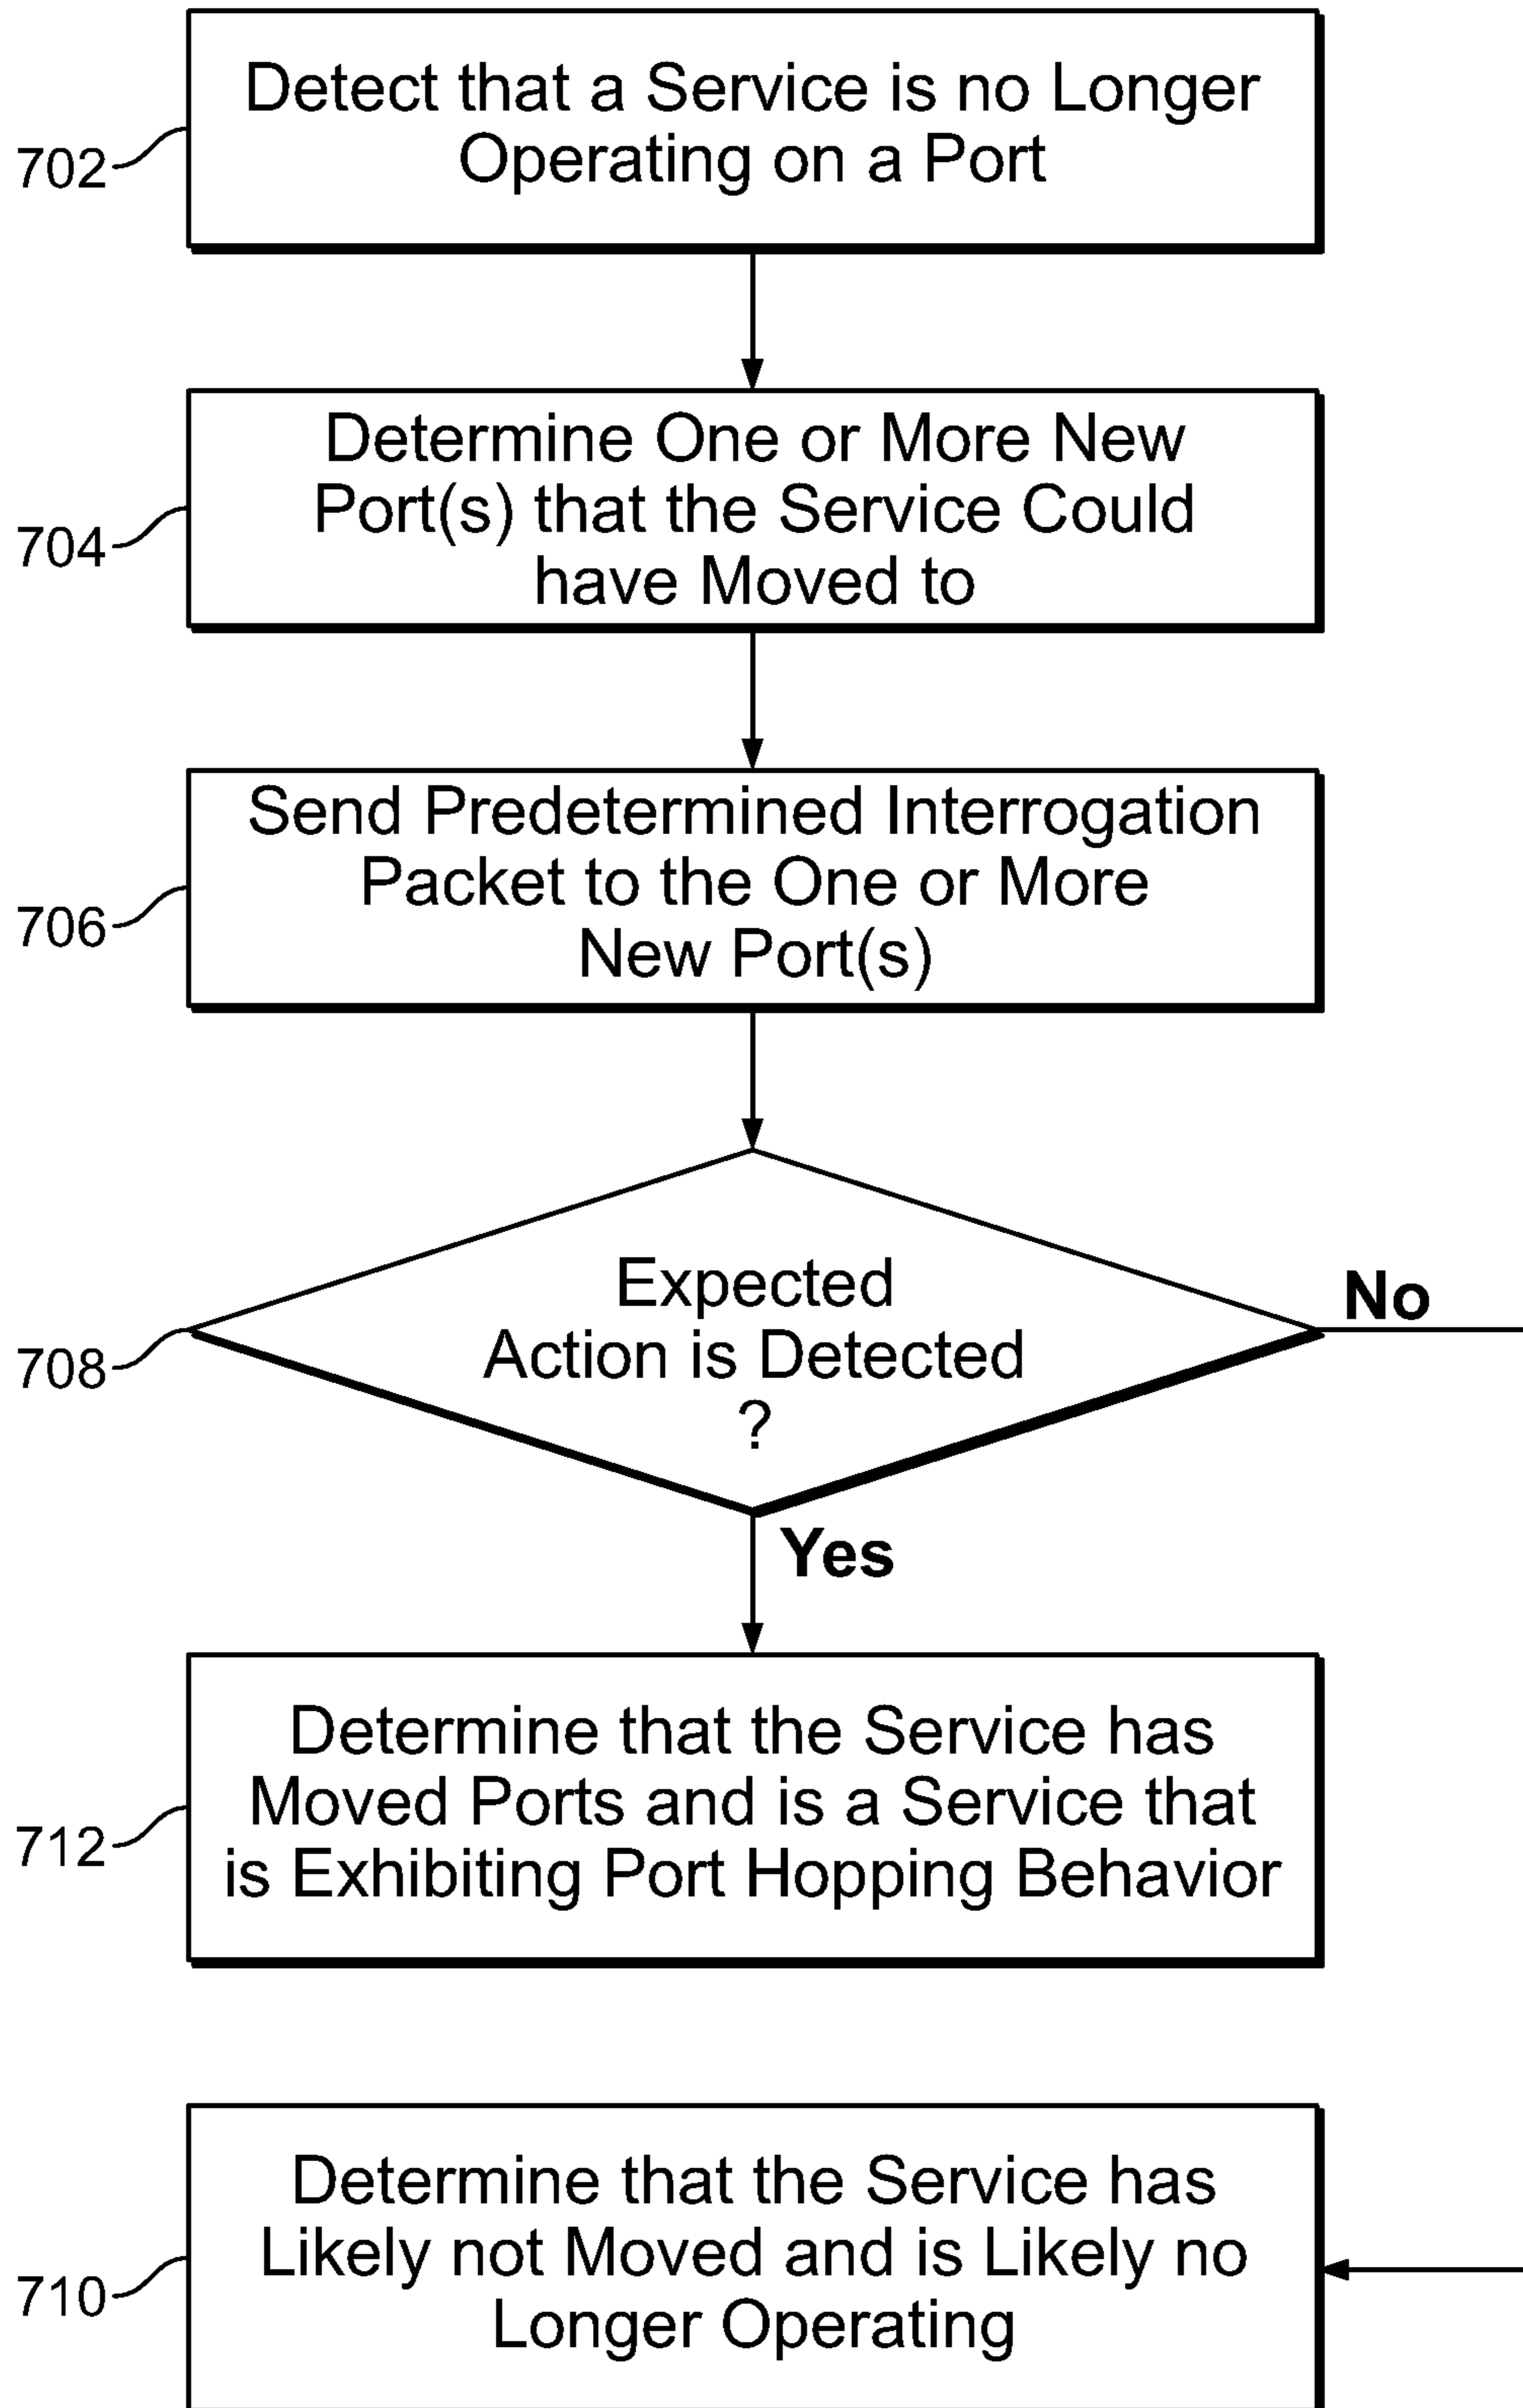 Detect that a Service is no Longer
Operating on a Port
702
Determine One or More New
Port(s) that the Service Could
have Moved to
704
Send Predetermined Interrogation
Packet to the One or More
New Port(s)
706
Expected
Action is Detected
?
708
No
Yes
Determine that the Service has
Moved Ports and is a Service that
is Exhibiting Port Hopping Behavior
712
Determine that the Service has
Likely not Moved and is Likely no
Longer Operating
710